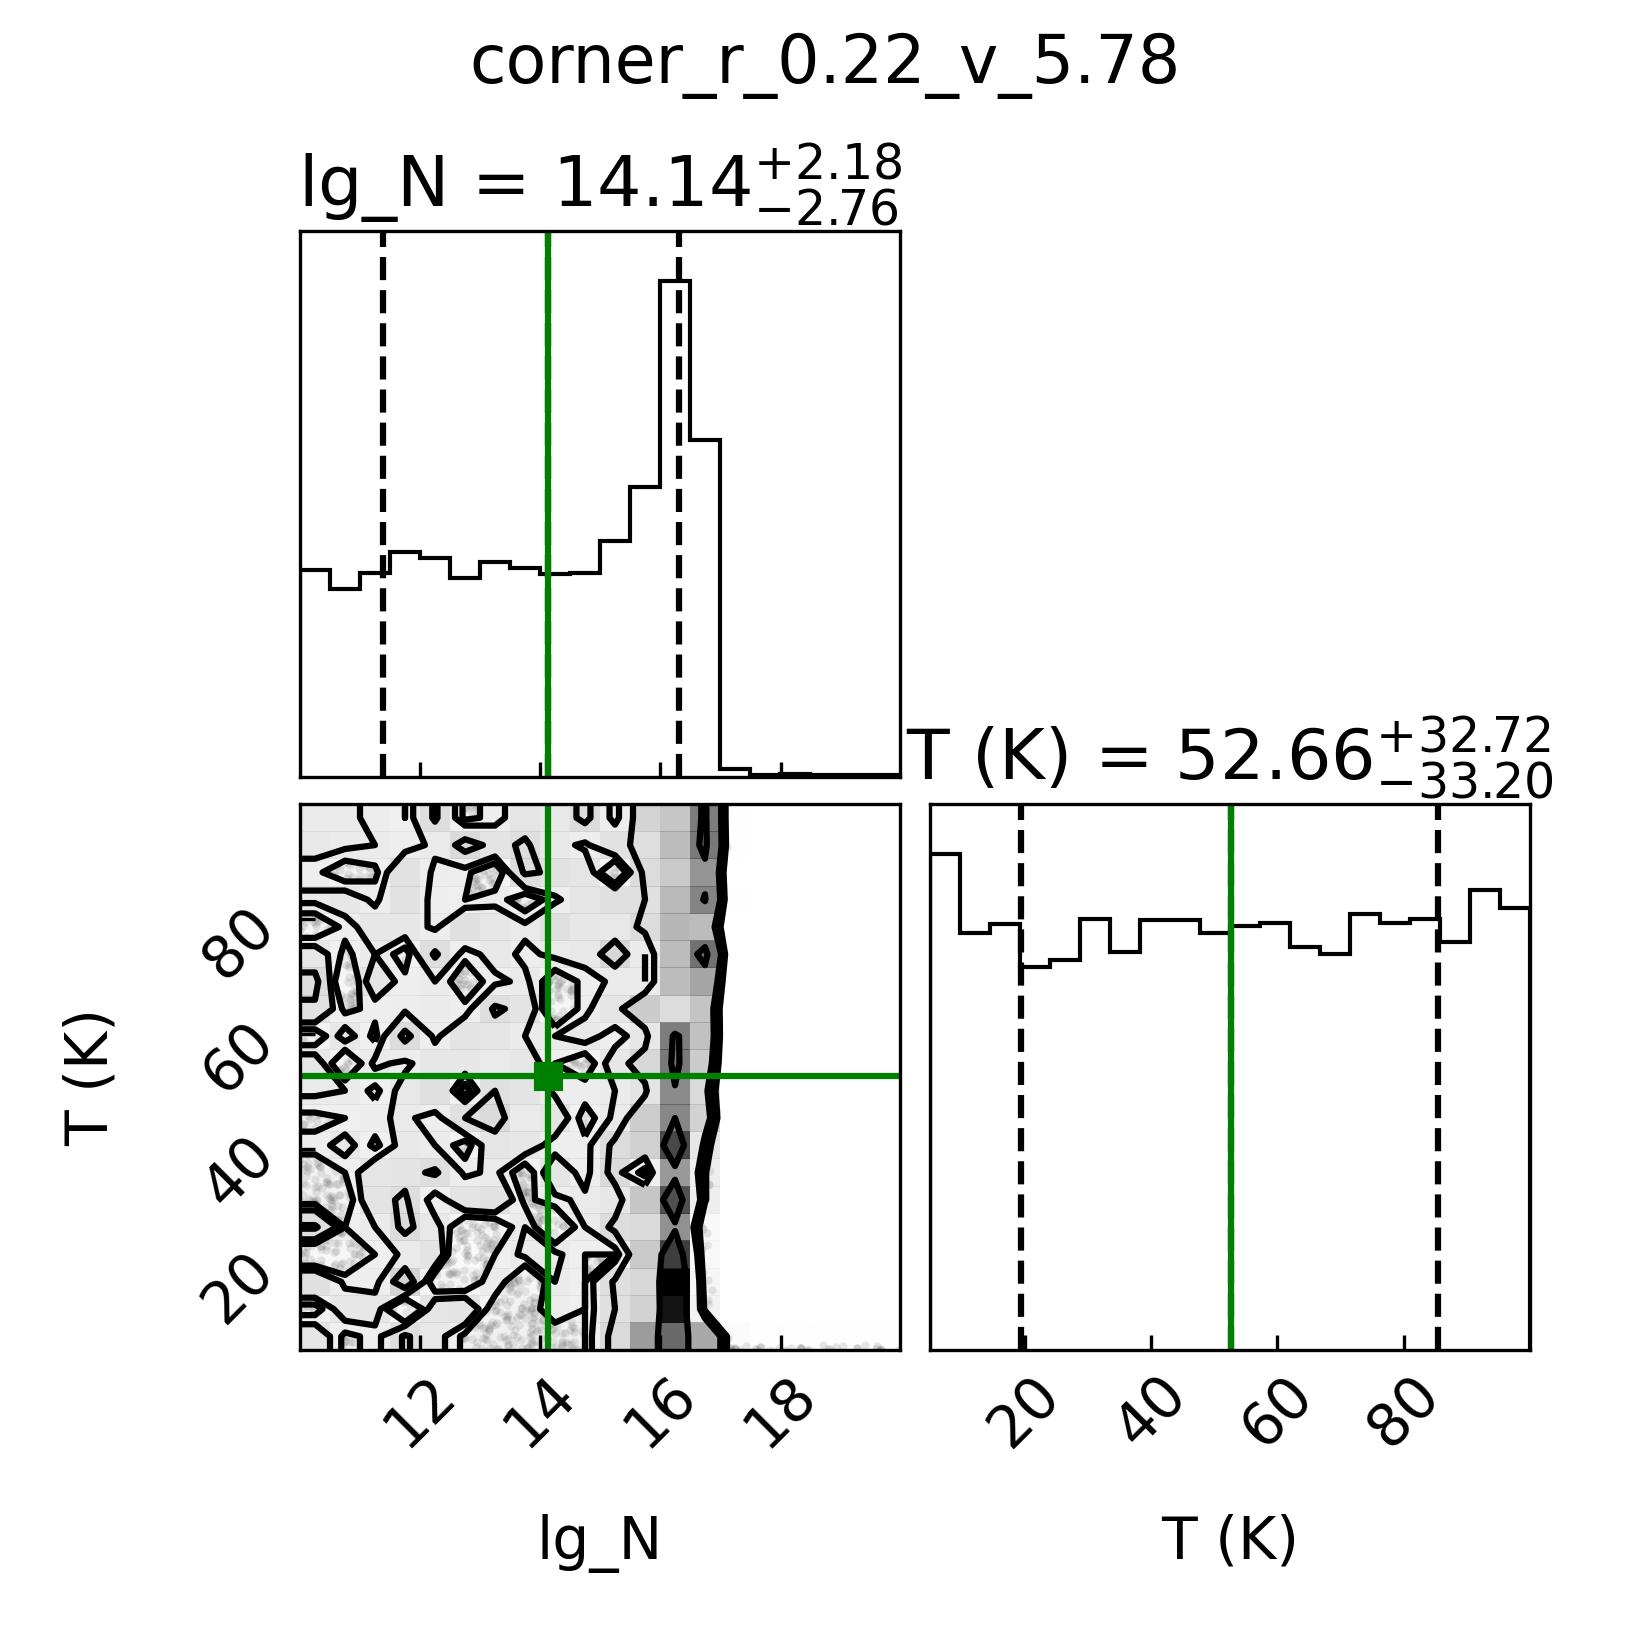 corner_r_0.22_v_5.78
lg_N = 14.14 +2.18 −2.76
T (K) = 52.66 +32.72 −33.20
80
60
40
20
T (K)
12 14 16 18
20 40 60 80
lg_N
T (K)